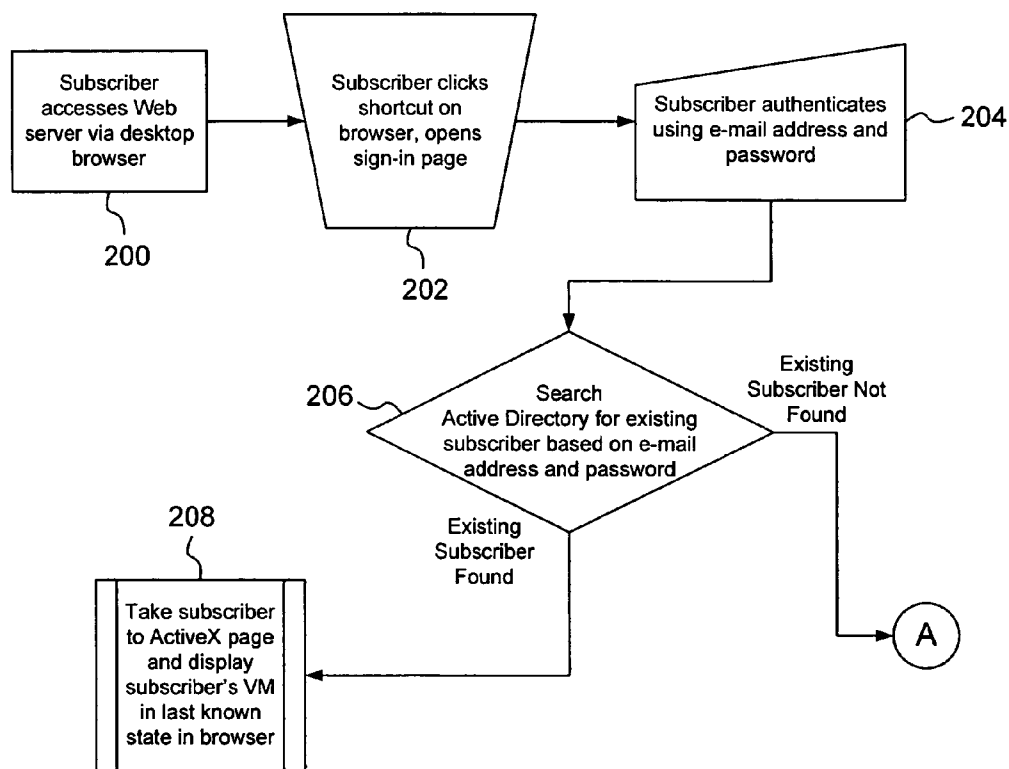 Subscriber
accesses Web
server via desktop
browser
200
Subscriber clicks
shortcut on
browser, opens
sign-in page
202
Subscriber authenticates
using e-mail address and
password
204
206
Search
Active Directory for existing
subscriber based on e-mail
address and password
Existing
Subscriber Not
Found
Existing
Subscriber
Found
208
Take subscriber
to ActiveX page
and display
subscriber's VM
in last known
state in browser
A